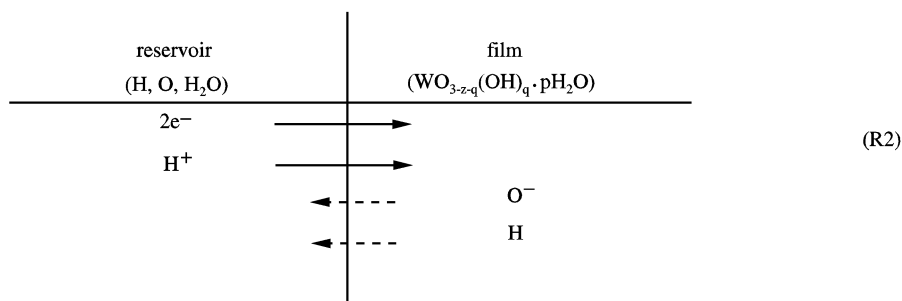 reservoir film
(H, O, H₂O) (WO₃₋z₋q(OH)q·pH₂O)
2e⁻
(R2)
H⁺
O⁻
H